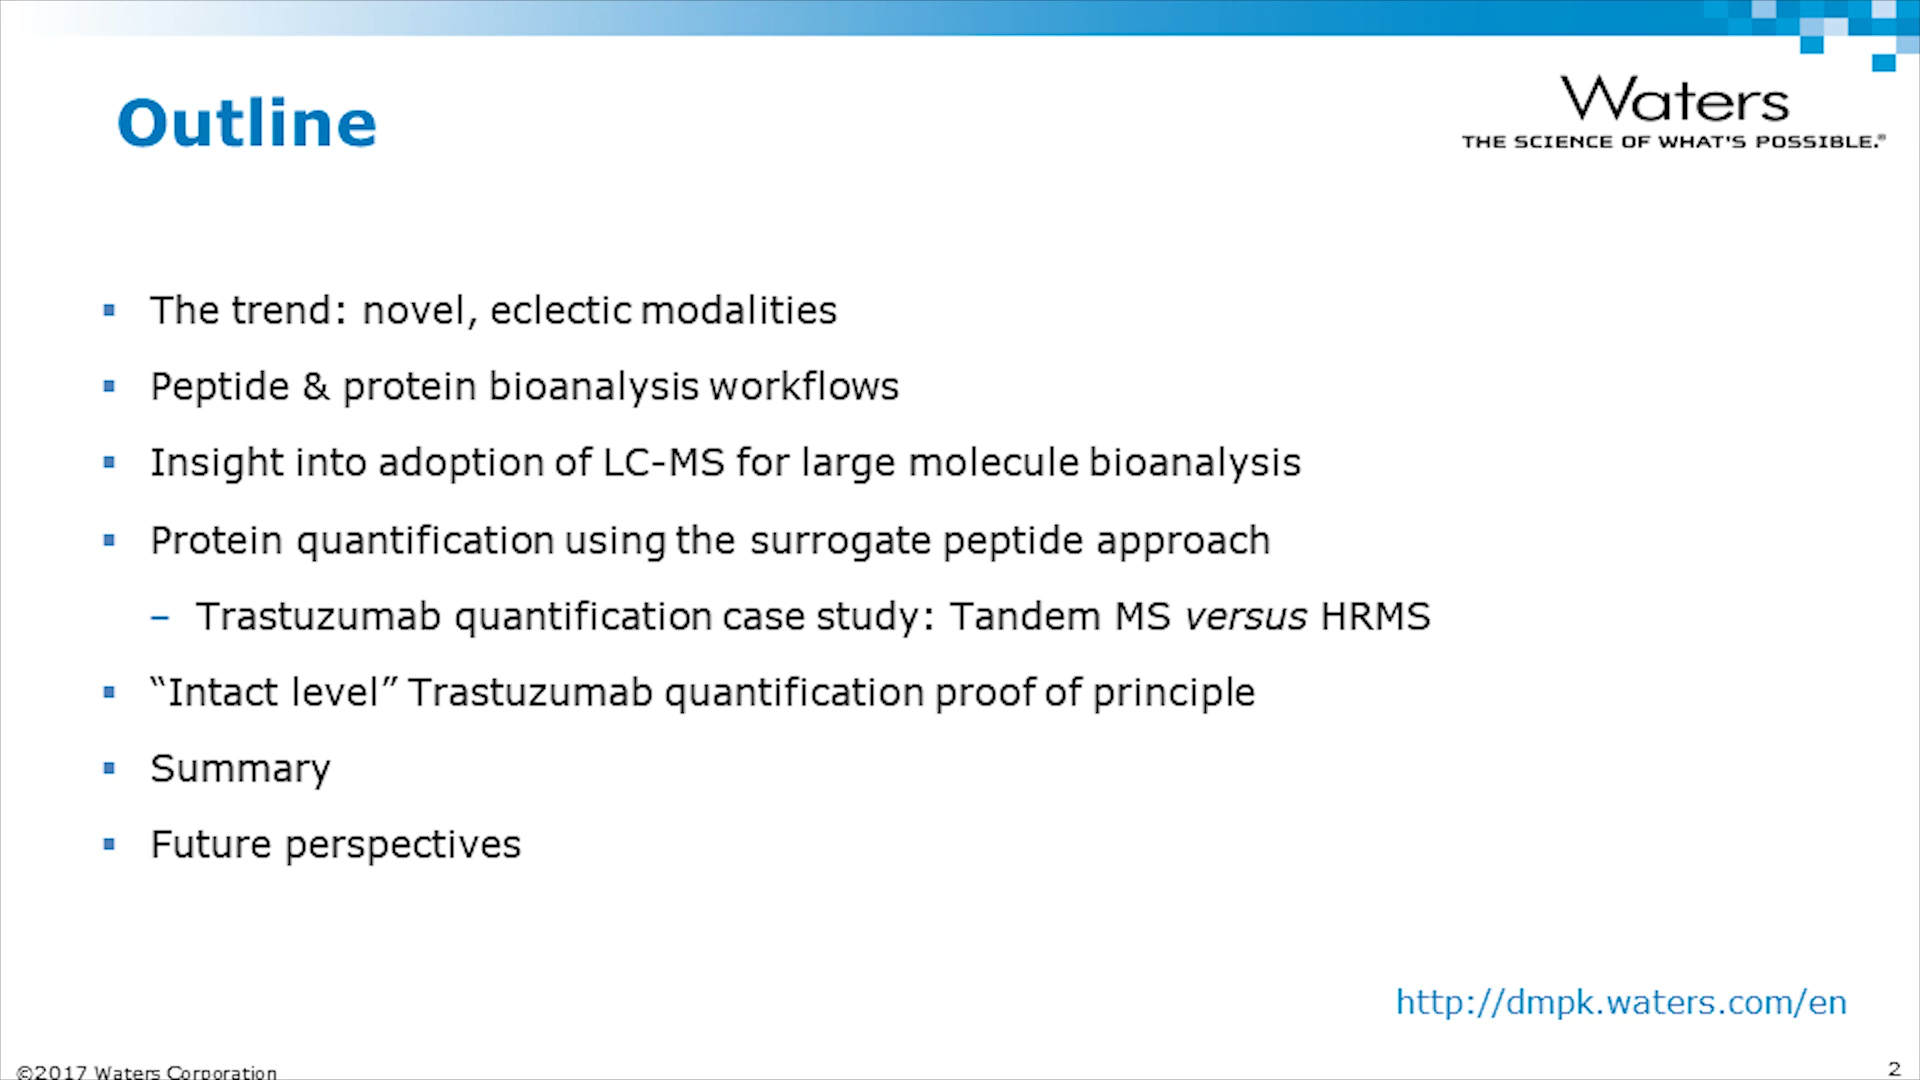 Outline
Waters
THE SCIENCE OF WHAT'S POSSIBLE.®
▪ The trend: novel, eclectic modalities
▪ Peptide & protein bioanalysis workflows
▪ Insight into adoption of LC-MS for large molecule bioanalysis
▪ Protein quantification using the surrogate peptide approach
– Trastuzumab quantification case study: Tandem MS versus HRMS
▪ “Intact level” Trastuzumab quantification proof of principle
▪ Summary
▪ Future perspectives
http://dmpk.waters.com/en
©2017 Waters Corporation
2